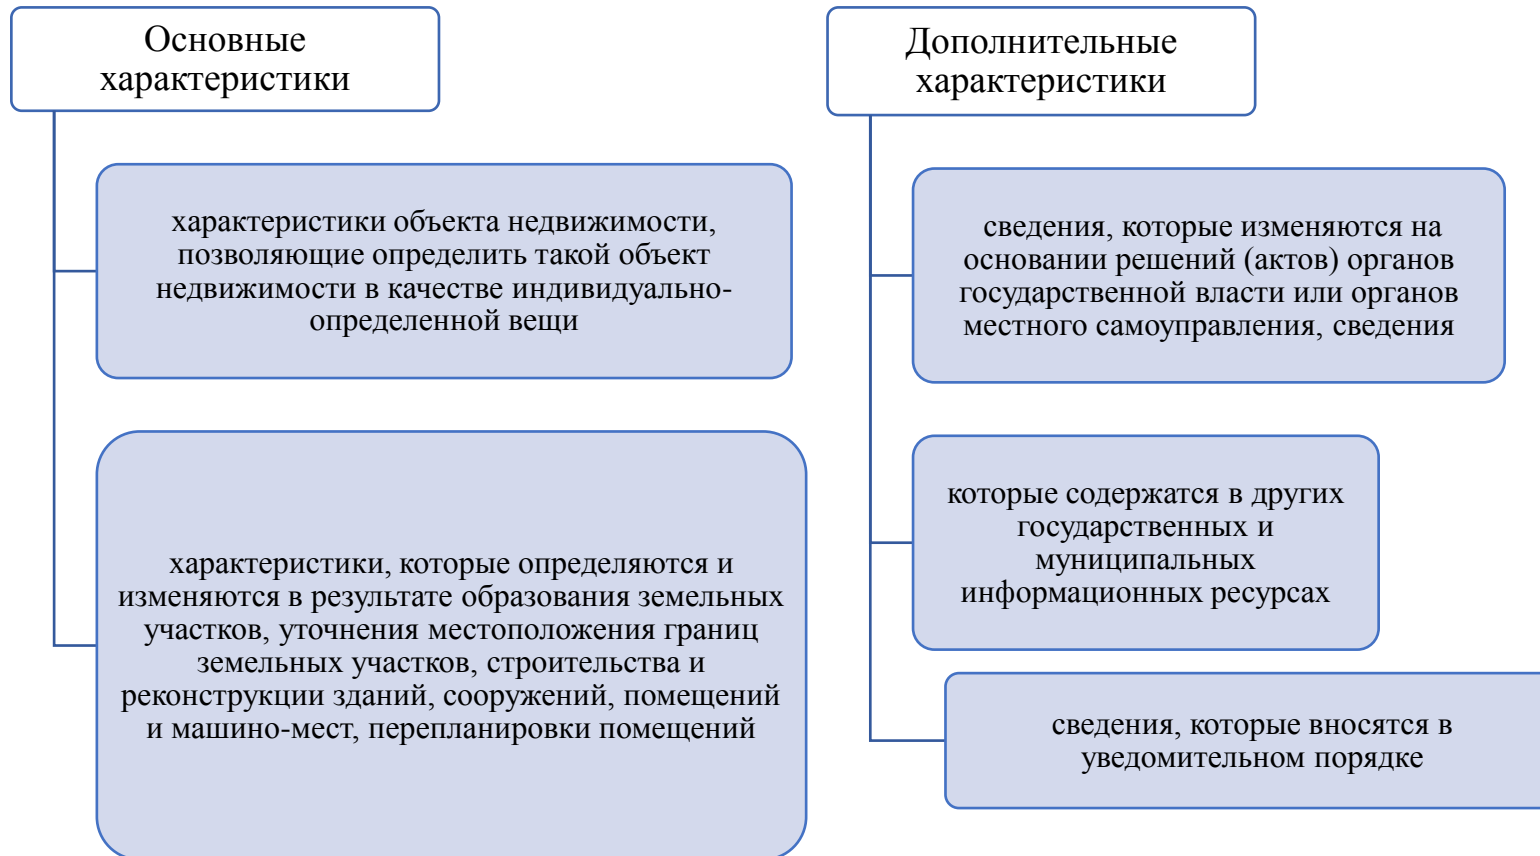 Основные
характеристики
характеристики объекта недвижимости,
позволяющие определить такой объект
недвижимости в качестве индивидуально-
определенной вещи
характеристики, которые определяются и
изменяются в результате образования земельных
участков, уточнения местоположения границ
земельных участков, строительства и
реконструкции зданий, сооружений, помещений
и машино-мест, перепланировки помещений
Дополнительные
характеристики
сведения, которые изменяются на
основании решений (актов) органов
государственной власти или органов
местного самоуправления, сведения
которые содержатся в других
государственных и
муниципальных
информационных ресурсах
сведения, которые вносятся в
уведомительном порядке